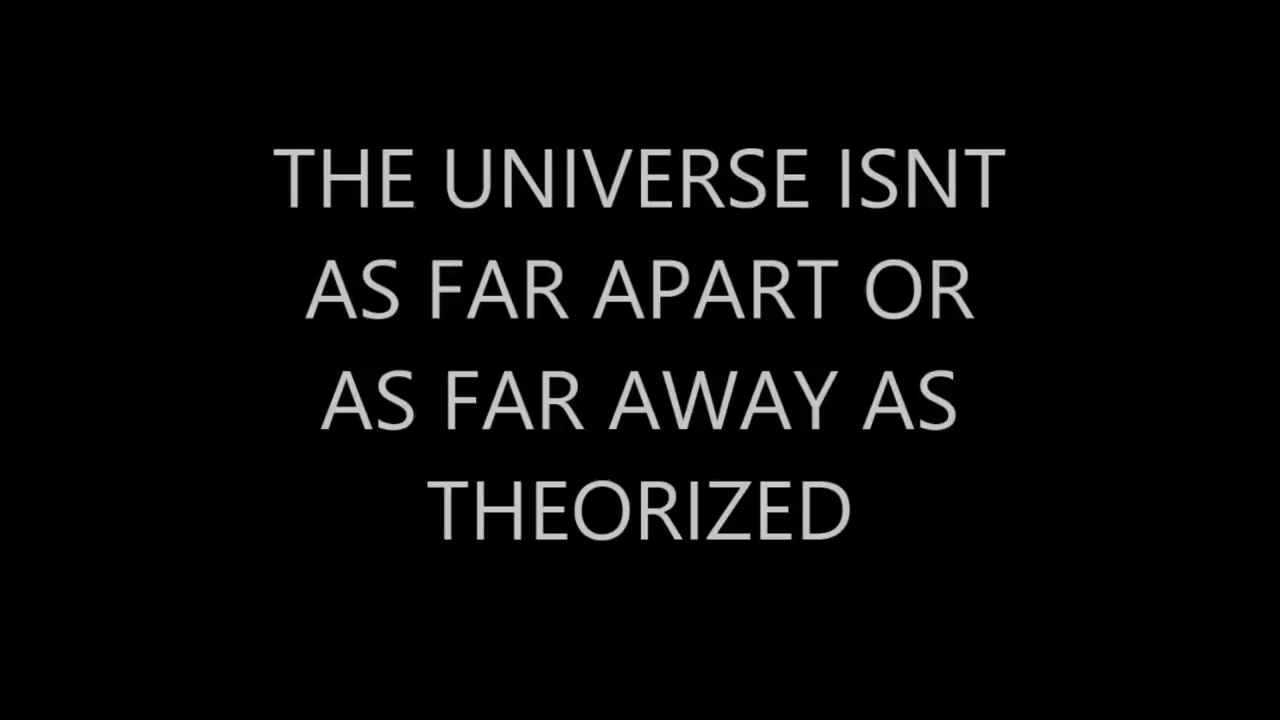 THE UNIVERSE ISNT
AS FAR APART OR
AS FAR AWAY AS
THEORIZED